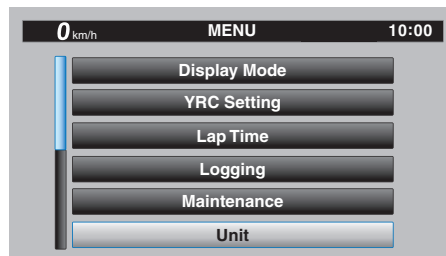 0 km/h MENU 10:00
Display Mode
YRC Setting
Lap Time
Logging
Maintenance
Unit